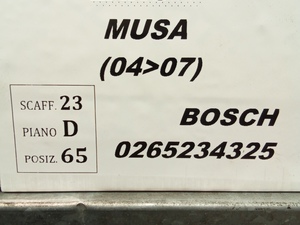 MUSA
(04>07)
SCAFF. 23
PIANO D
POSIZ. 65
BOSCH
0265234325